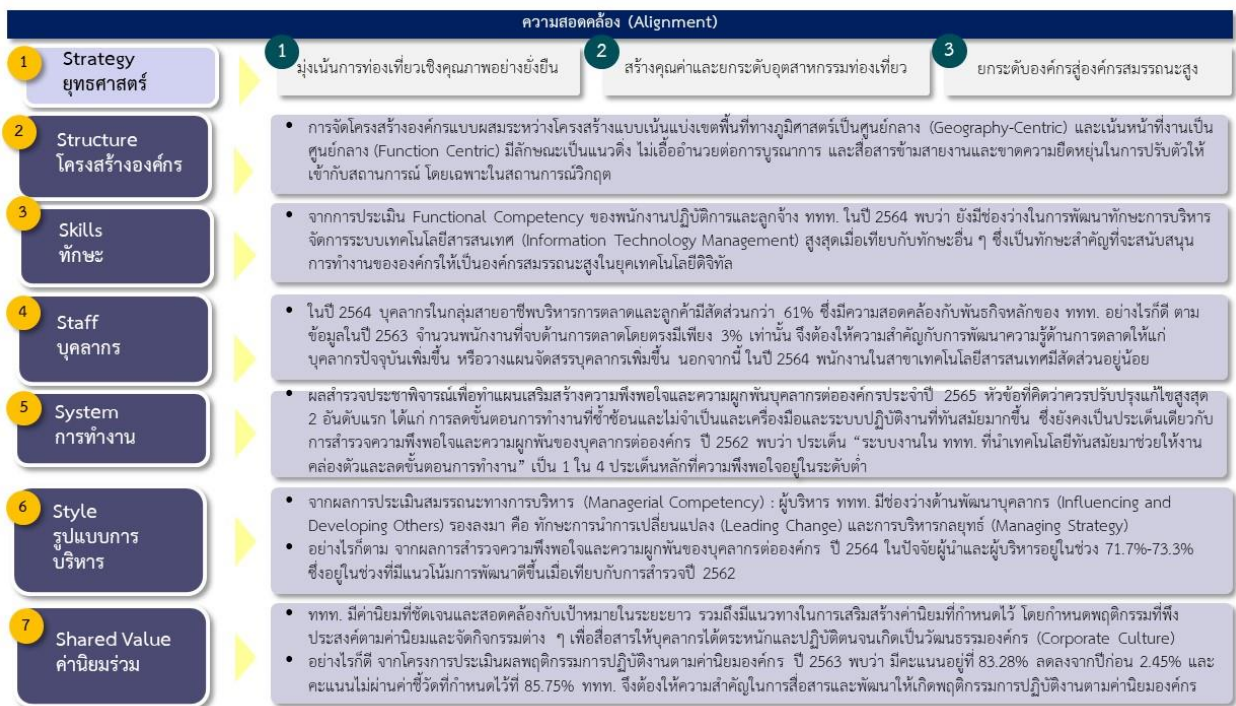 ความสอดคล้อง (Alignment)
1
Strategy
ยุทธศาสตร์
1
มุ่งเน้นการท่องเที่ยวเชิงคุณภาพอย่างยั่งยืน
2
สร้างคุณค่าและยกระดับอุตสาหกรรมท่องเที่ยว
3
ยกระดับองค์กรสู่องค์กรสมรรถนะสูง
2
Structure
โครงสร้างองค์กร
• การจัดโครงสร้างองค์กรแบบผสมระหว่างโครงสร้างแบบเน้นแบ่งเขตพื้นที่ทางภูมิศาสตร์เป็นศูนย์กลาง (Geography-Centric) และเน้นหน้าที่งานเป็น
ศูนย์กลาง (Function Centric) มีลักษณะเป็นแนวดิ่ง ไม่เอื้ออำนวยต่อการบูรณาการ และสื่อสารข้ามสายงานและขาดความยืดหยุ่นในการปรับตัวให้
เข้ากับสถานการณ์ โดยเฉพาะในสถานการณ์วิกฤต
3
Skills
ทักษะ
• จากการประเมิน Functional Competency ของพนักงานปฏิบัติการและลูกจ้าง ททท. ในปี 2564 พบว่า ยังมีช่องว่างในการพัฒนาทักษะการบริหาร
จัดการระบบเทคโนโลยีสารสนเทศ (Information Technology Management) สูงสุดเมื่อเทียบกับทักษะอื่น ๆ ซึ่งเป็นทักษะสำคัญที่จะสนับสนุน
การทำงานขององค์กรให้เป็นองค์กรสมรรถนะสูงในยุคเทคโนโลยีดิจิทัล
4
Staff
บุคลากร
• ในปี 2564 บุคลากรในกลุ่มสายอาชีพบริหารการตลาดและลูกค้ามีสัดส่วนกว่า 61% ซึ่งมีความสอดคล้องกับพันธกิจหลักของ ททท. อย่างไรก็ดี ตาม
ข้อมูลในปี 2563 จำนวนพนักงานที่จบด้านการตลาดโดยตรงมีเพียง 3% เท่านั้น จึงต้องให้ความสำคัญกับการพัฒนาความรู้ด้านการตลาดให้แก่
บุคลากรปัจจุบันเพิ่มขึ้น หรือวางแผนจัดสรรบุคลากรเพิ่มขึ้น นอกจากนี้ ในปี 2564 พนักงานในสาขาเทคโนโลยีสารสนเทศมีสัดส่วนอยู่น้อย
5
System
การทำงาน
• ผลสำรวจประชาพิจารณ์เพื่อทำแผนเสริมสร้างความพึงพอใจและความผูกพันบุคลากรต่อองค์กรประจำปี 2565 หัวข้อที่คิดว่าควรปรับปรุงแก้ไขสูงสุด
2 อันดับแรก ได้แก่ การลดขั้นตอนการทำงานที่ซ้ำซ้อนและไม่จำเป็นและเครื่องมือและระบบปฏิบัติงานที่ทันสมัยมากขึ้น ซึ่งยังคงเป็นประเด็นเดียวกับ
การสำรวจความพึงพอใจและความผูกพันของบุคลากรต่อองค์กร ปี 2562 พบว่า ประเด็น “ระบบงานใน ททท. ที่นำเทคโนโลยีทันสมัยมาช่วยให้งาน
คล่องตัวและลดขั้นตอนการทำงาน” เป็น 1 ใน 4 ประเด็นหลักที่ความพึงพอใจอยู่ในระดับต่ำ
6
Style
รูปแบบการ
บริหาร
• จากผลการประเมินสมรรถนะทางการบริหาร (Managerial Competency) : ผู้บริหาร ททท. มีช่องว่างด้านพัฒนาบุคลากร (Influencing and
Developing Others) รองลงมา คือ ทักษะการนำการเปลี่ยนแปลง (Leading Change) และการบริหารกลยุทธ์ (Managing Strategy)
• อย่างไรก็ตาม จากผลการสำรวจความพึงพอใจและความผูกพันของบุคลากรต่อองค์กร ปี 2564 ในปัจจัยผู้นำและผู้บริหารอยู่ในช่วง 71.7%-73.3%
ซึ่งอยู่ในช่วงที่มีแนวโน้มการพัฒนาดีขึ้นเมื่อเทียบกับการสำรวจปี 2562
7
Shared Value
ค่านิยมร่วม
• ททท. มีค่านิยมที่ชัดเจนและสอดคล้องกับเป้าหมายในระยะยาว รวมถึงมีแนวทางในการเสริมสร้างค่านิยมที่กำหนดไว้ โดยกำหนดพฤติกรรมที่พึง
ประสงค์ตามค่านิยมและจัดกิจกรรมต่าง ๆ เพื่อสื่อสารให้บุคลากรได้ตระหนักและปฏิบัติตนจนเกิดเป็นวัฒนธรรมองค์กร (Corporate Culture)
• อย่างไรก็ดี จากโครงการประเมินผลพฤติกรรมการปฏิบัติงานตามค่านิยมองค์กร ปี 2563 พบว่า มีคะแนนอยู่ที่ 83.28% ลดลงจากปีก่อน 2.45% และ
คะแนนไม่ผ่านค่าชี้วัดที่กำหนดไว้ที่ 85.75% ททท. จึงต้องให้ความสำคัญในการสื่อสารและพัฒนาให้เกิดพฤติกรรมการปฏิบัติงานตามค่านิยมองค์กร